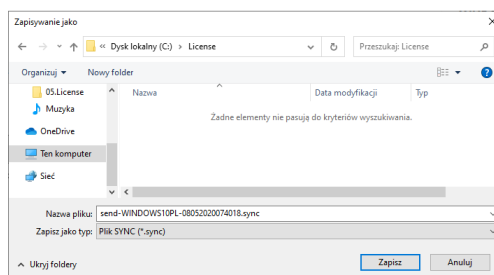 Zapisywanie jako
« Dysk lokalny (C:) > License
Przeszukaj: License
Organizuj
Nowy folder
05.License
Muzyka
OneDrive
Ten komputer
Sieć
Nazwa
Data modyfikacji
Typ
Żadne elementy nie pasują do kryteriów wyszukiwania.
Nazwa pliku: send-WINDOWS10PL-08052020074018.sync
Zapisz jako typ: Plik SYNC (*.sync)
Ukryj foldery
Zapisz
Anuluj